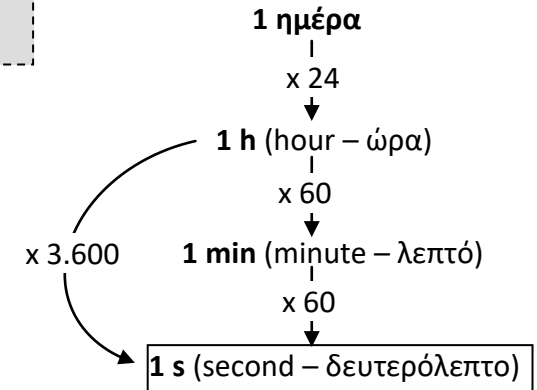 1 ημέρα
x 24
1 h (hour – ώρα)
x 60
x 3.600
1 min (minute – λεπτό)
x 60
1 s (second – δευτερόλεπτο)